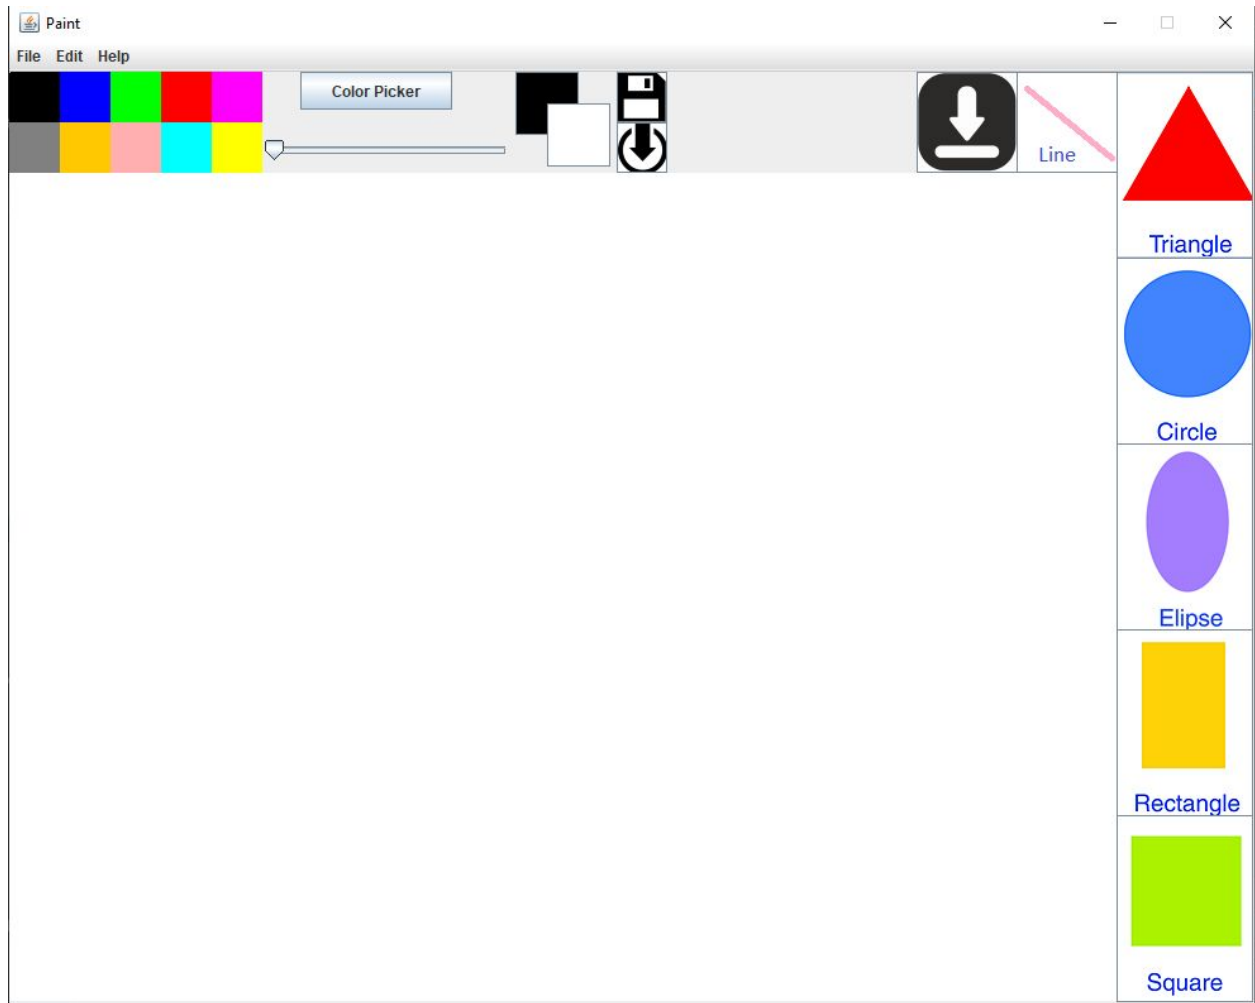 Paint
File Edit Help
Color Picker
Line
Triangle
Circle
Elipse
Rectangle
Square